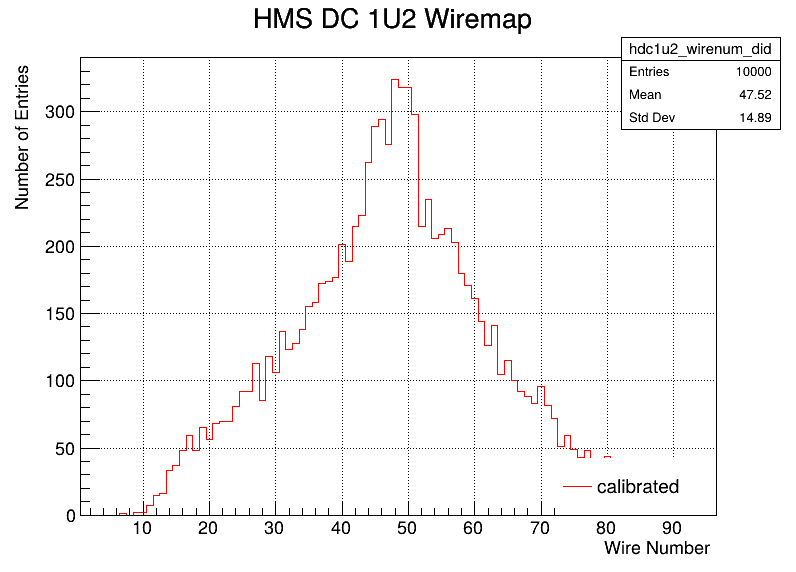 HMS DC 1U2 Wiremap
hdc1u2_wirenum_did
Entries 10000
Mean 47.52
Std Dev 14.89
Number of Entries
300
250
200
150
100
50
0
calibrated
10 20 30 40 50 60 70 80 90
Wire Number